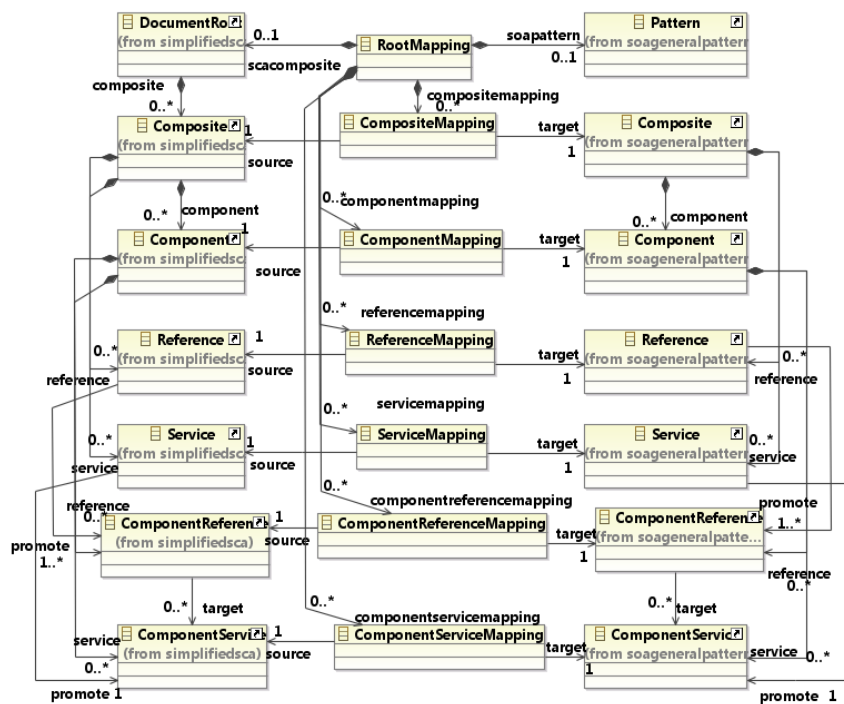 DocumentRoot
(from simplifiedsca
0..1
RootMapping
soapattern
0..1
Pattern
(from soageneralpattern
scacomposite
composite
0..*
compositemapping
0..*
Composite
(from simplifiedsca
1
source
CompositeMapping
target
1
Composite
(from soageneralpattern
0..*
component
0..*
componentmapping
0..*
component
Component
(from simplifiedsca
1
source
ComponentMapping
target
1
Component
(from soageneralpattern
0..*
referencemapping
Reference
(from simplifiedsca
0..*
reference
1
source
ReferenceMapping
target
1
Reference
(from soageneralpattern
0..*
reference
0..*
servicemapping
Service
(from simplifiedsca
0..*
service
1
source
ServiceMapping
target
1
Service
(from soageneralpattern
0..*
service
0..*
componentreferencemapping
reference
0..*
promote
1..*
ComponentReference
(from simplifiedsca)
1
source
ComponentReferenceMapping
target
1
ComponentReference
(from soageneralpatte...
promote
1..*
reference
0..*
0..*
target
0..*
target
0..*
componentservicemapping
service
0..*
promote 1
ComponentService
(from simplifiedsca)
1
source
ComponentServiceMapping
target
1
ComponentService
(from soageneralpattern
service
0..*
promote 1